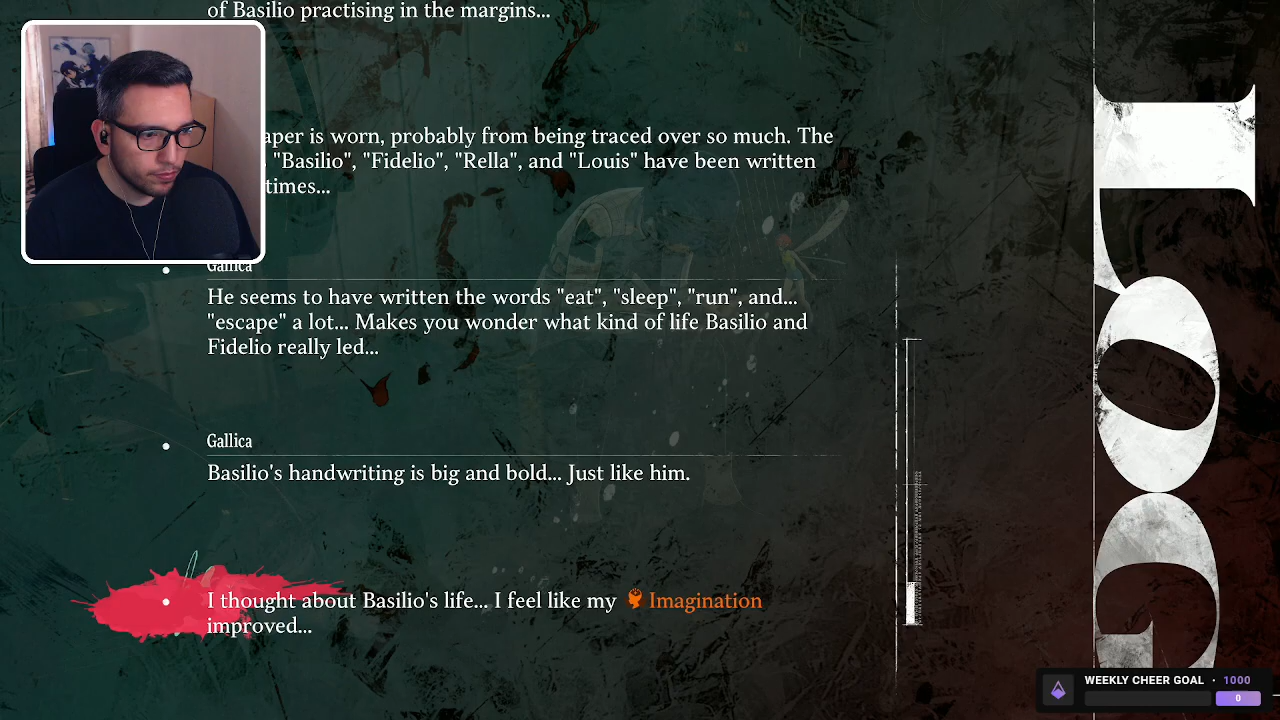 of Basilio practising in the margins...
aper is worn, probably from being traced over so much. The
"Basilio", "Fidelio", "Rella", and "Louis" have been written
times...
Gallica
He seems to have written the words "eat", "sleep", "run", and...
"escape" a lot... Makes you wonder what kind of life Basilio and
Fidelio really led...
Gallica
Basilio's handwriting is big and bold... Just like him.
I thought about Basilio's life... I feel like my Imagination
improved...
LOG
WEEKLY CHEER GOAL · 1000
0